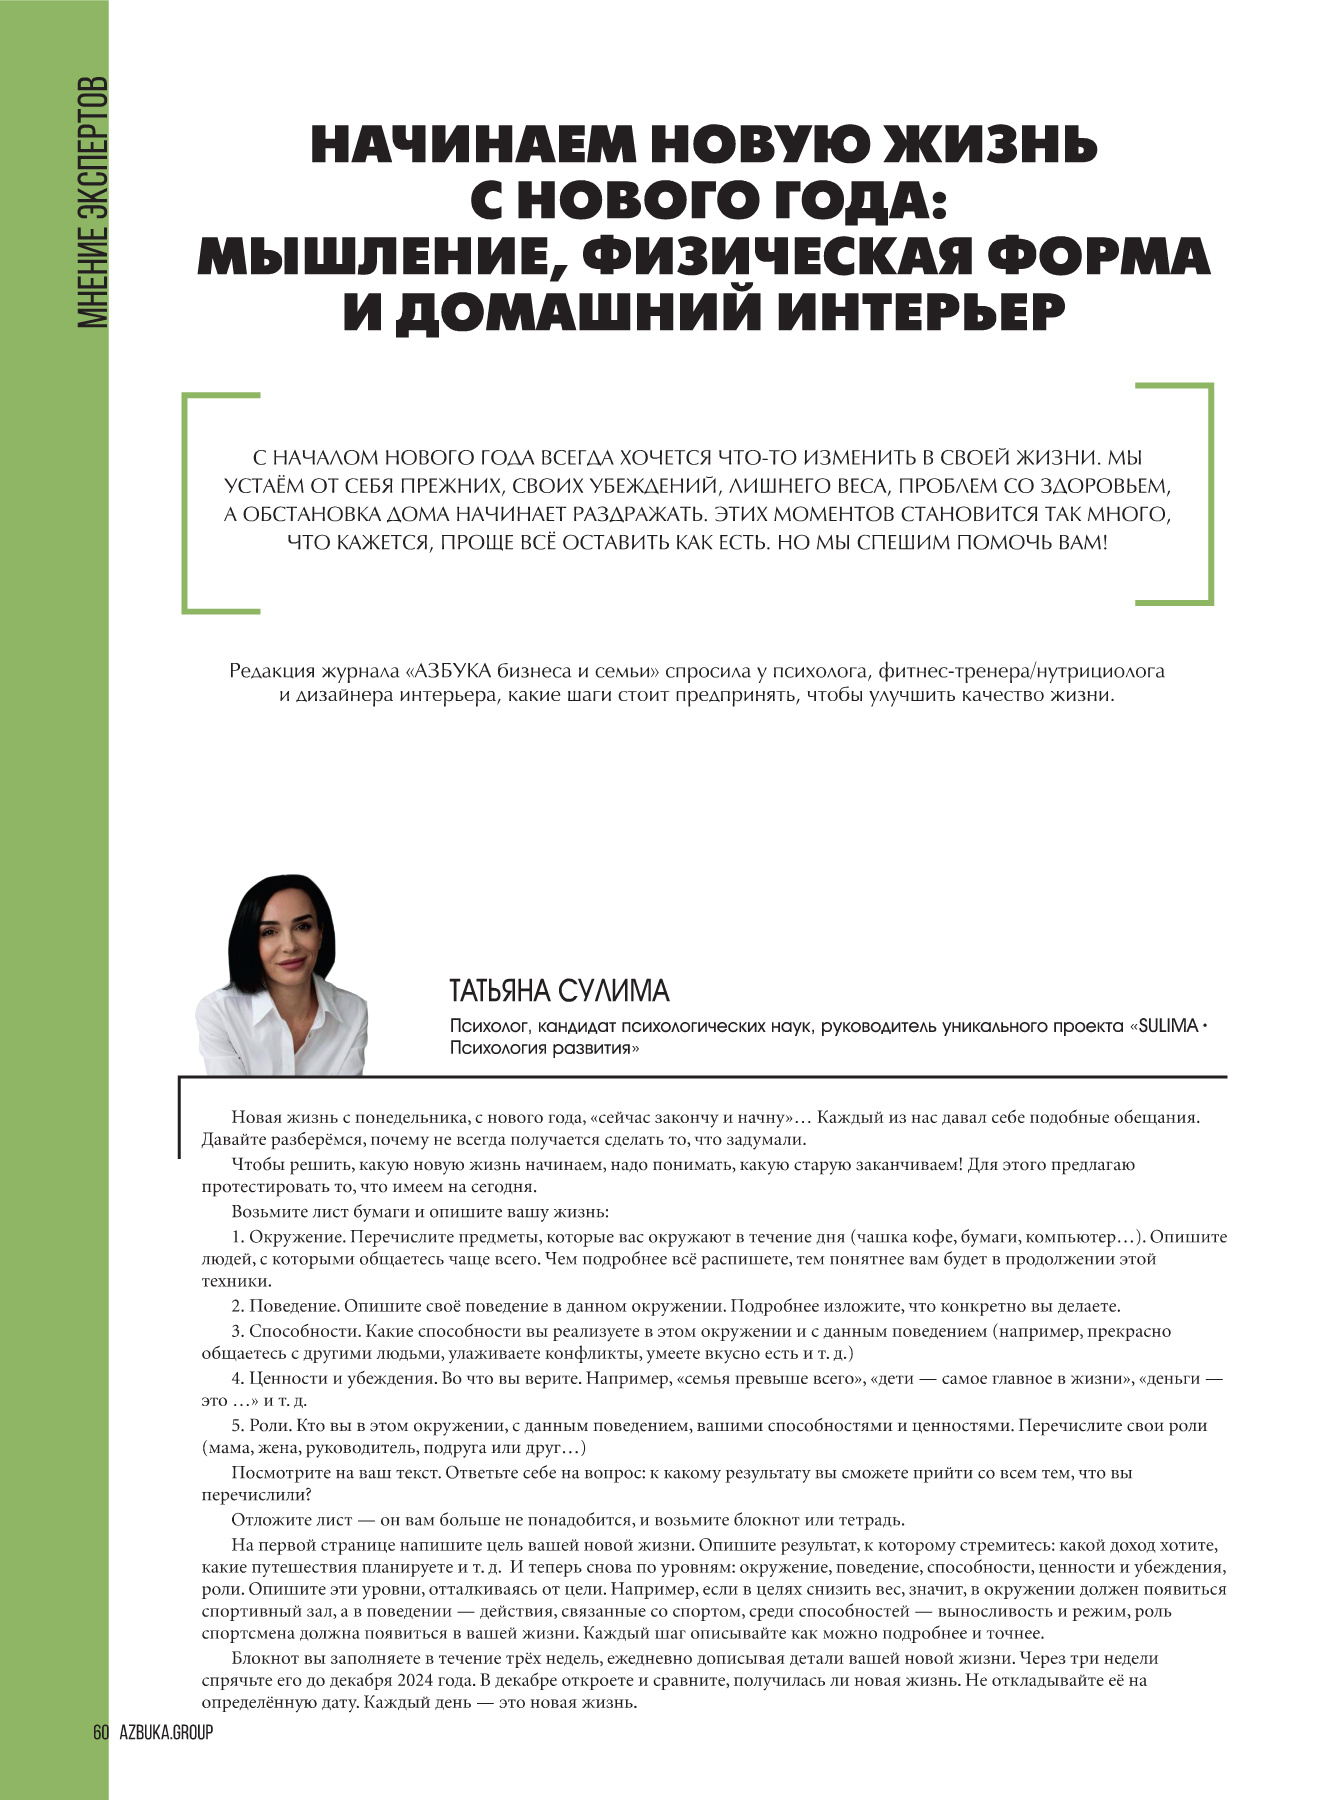 МНЕНИЕ ЭКСПЕРТОВ
НАЧИНАЕМ НОВУЮ ЖИЗНЬ
С НОВОГО ГОДА:
МЫШЛЕНИЕ, ФИЗИЧЕСКАЯ ФОРМА
И ДОМАШНИЙ ИНТЕРЬЕР
С НАЧАЛОМ НОВОГО ГОДА ВСЕГДА ХОЧЕТСЯ ЧТО-ТО ИЗМЕНИТЬ В СВОЕЙ ЖИЗНИ. МЫ
УСТАЁМ ОТ СЕБЯ ПРЕЖНИХ, СВОИХ УБЕЖДЕНИЙ, ЛИШНЕГО ВЕСА, ПРОБЛЕМ СО ЗДОРОВЬЕМ,
А ОБСТАНОВКА ДОМА НАЧИНАЕТ РАЗДРАЖАТЬ. ЭТИХ МОМЕНТОВ СТАНОВИТСЯ ТАК МНОГО,
ЧТО КАЖЕТСЯ, ПРОЩЕ ВСЁ ОСТАВИТЬ КАК ЕСТЬ. НО МЫ СПЕШИМ ПОМОЧЬ ВАМ!
Редакция журнала «АЗБУКА бизнеса и семьи» спросила у психолога, фитнес-тренера/нутрициолога
и дизайнера интерьера, какие шаги стоит предпринять, чтобы улучшить качество жизни.
ТАТЬЯНА СУЛИМА
Психолог, кандидат психологических наук, руководитель уникального проекта «SULIMA •
Психология развития»
Новая жизнь с понедельника, с нового года, «сейчас закончу и начну»… Каждый из нас давал себе подобные обещания.
Давайте разберёмся, почему не всегда получается сделать то, что задумали.
Чтобы решить, какую новую жизнь начинаем, надо понимать, какую старую заканчиваем! Для этого предлагаю
протестировать то, что имеем на сегодня.
Возьмите лист бумаги и опишите вашу жизнь:
1. Окружение. Перечислите предметы, которые вас окружают в течение дня (чашка кофе, бумаги, компьютер…). Опишите
людей, с которыми общаетесь чаще всего. Чем подробнее всё распишете, тем понятнее вам будет в продолжении этой
техники.
2. Поведение. Опишите своё поведение в данном окружении. Подробнее изложите, что конкретно вы делаете.
3. Способности. Какие способности вы реализуете в этом окружении и с данным поведением (например, прекрасно
общаетесь с другими людьми, улаживаете конфликты, умеете вкусно есть и т. д.)
4. Ценности и убеждения. Во что вы верите. Например, «семья превыше всего», «дети — самое главное в жизни», «деньги —
это …» и т. д.
5. Роли. Кто вы в этом окружении, с данным поведением, вашими способностями и ценностями. Перечислите свои роли
(мама, жена, руководитель, подруга или друг…)
Посмотрите на ваш текст. Ответьте себе на вопрос: к какому результату вы сможете прийти со всем тем, что вы
перечислили?
Отложите лист — он вам больше не понадобится, и возьмите блокнот или тетрадь.
На первой странице напишите цель вашей новой жизни. Опишите результат, к которому стремитесь: какой доход хотите,
какие путешествия планируете и т. д. И теперь снова по уровням: окружение, поведение, способности, ценности и убеждения,
роли. Опишите эти уровни, отталкиваясь от цели. Например, если в целях снизить вес, значит, в окружении должен появиться
спортивный зал, а в поведении — действия, связанные со спортом, среди способностей — выносливость и режим, роль
спортсмена должна появиться в вашей жизни. Каждый шаг описывайте как можно подробнее и точнее.
Блокнот вы заполняете в течение трёх недель, ежедневно дописывая детали вашей новой жизни. Через три недели
спрячьте его до декабря 2024 года. В декабре откроете и сравните, получилась ли новая жизнь. Не откладывайте её на
определённую дату. Каждый день — это новая жизнь.
60 AZBUKA.GROUP